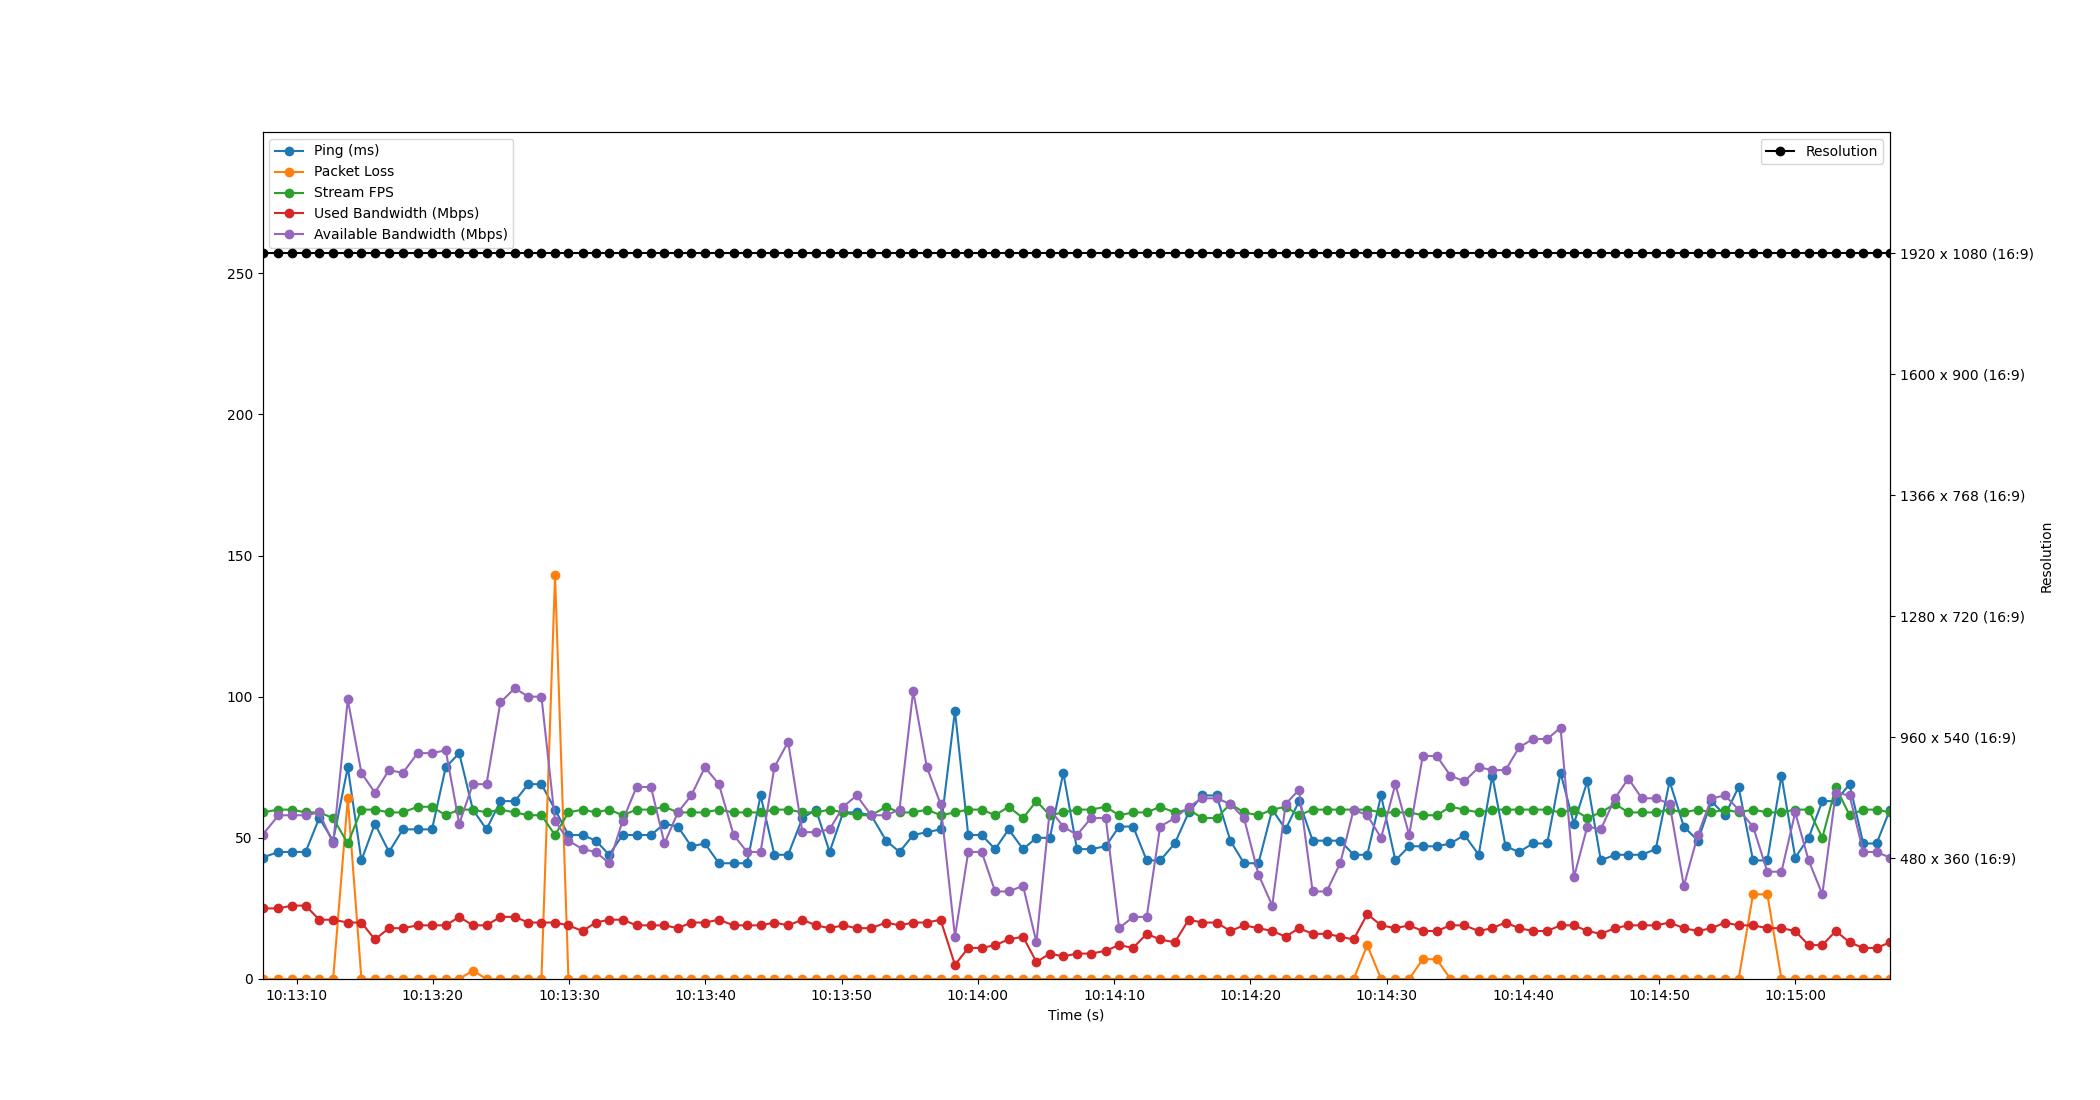 Ping (ms)
Packet Loss
Stream FPS
Used Bandwidth (Mbps)
Available Bandwidth (Mbps)
Resolution
250
200
150
100
50
0
1920 x 1080 (16:9)
1600 x 900 (16:9)
1366 x 768 (16:9)
1280 x 720 (16:9)
960 x 540 (16:9)
480 x 360 (16:9)
Resolution
10:13:10 10:13:20 10:13:30 10:13:40 10:13:50 10:14:00 10:14:10 10:14:20 10:14:30 10:14:40 10:14:50 10:15:00
Time (s)